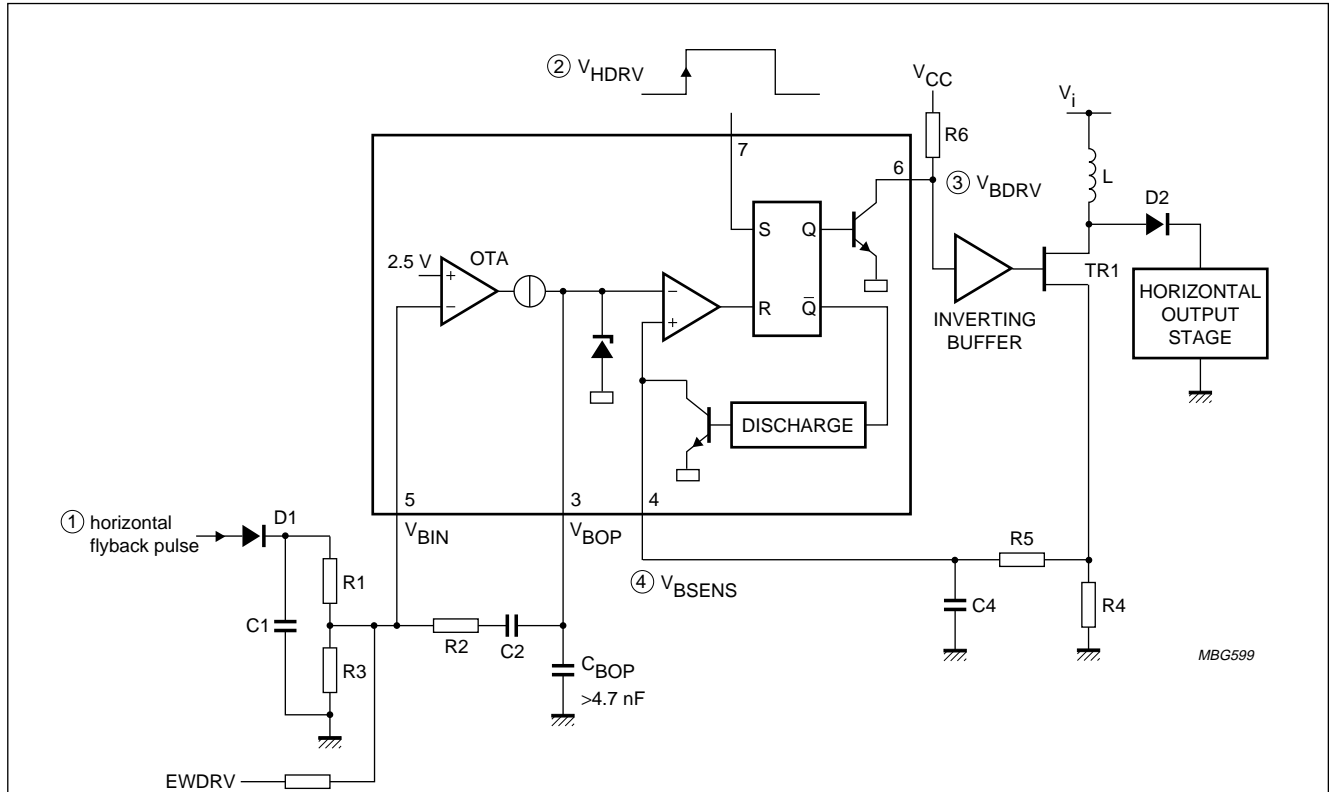 ② V_HDRV
V_CC
V_i
R6
7
6
③ V_BDRV
L
D2
2.5 V
+
−
OTA
S
Q
R
Q̅
−
+
INVERTING
BUFFER
TR1
HORIZONTAL
OUTPUT
STAGE
DISCHARGE
5
3
4
V_BIN
V_BOP
① horizontal
flyback pulse
D1
④ V_BSENS
R5
R1
C1
R2
C2
C4
R4
R3
C_BOP
>4.7 nF
MBG599
EWDRV